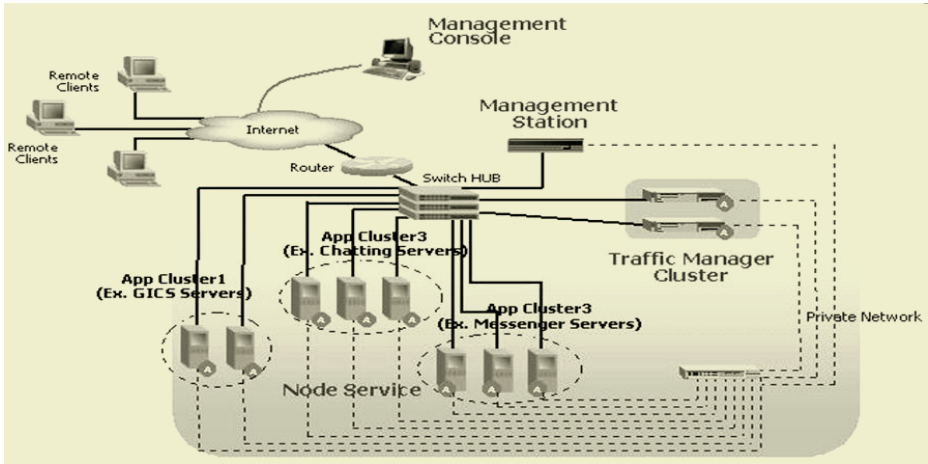 Management
Console
Remote
Clients
Internet
Remote
Clients
Management
Station
Router
Switch HUB
App Cluster3
(Ex. Chatting Servers)
Traffic Manager
Cluster
App Cluster1
(Ex. GICS Servers)
App Cluster3
(Ex. Messenger Servers)
Private Network
Node Service
A
A
A
A
A
A
A
A
A
A